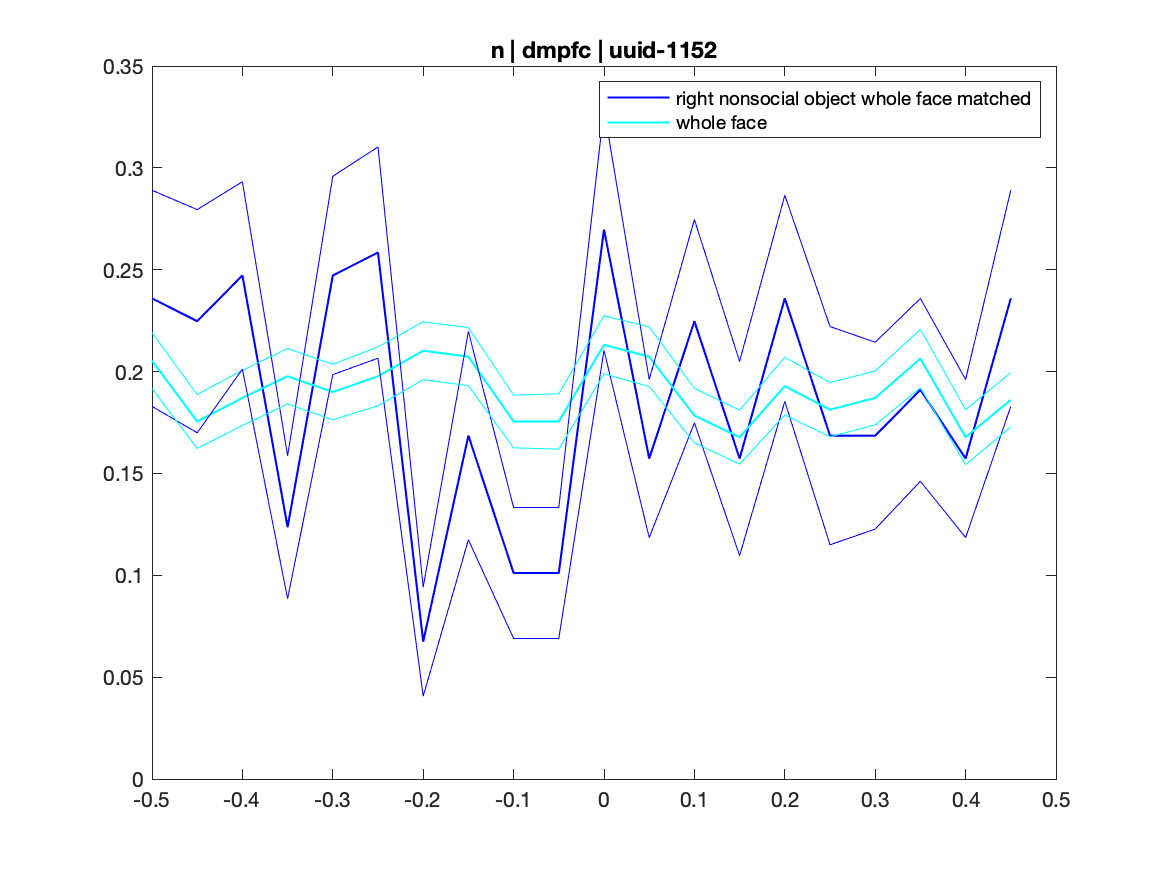 n | dmpfc | uuid-1152
right nonsocial object whole face matched
whole face
0.35
0.3
0.25
0.2
0.15
0.1
0.05
0
-0.5 -0.4 -0.3 -0.2 -0.1 0 0.1 0.2 0.3 0.4 0.5